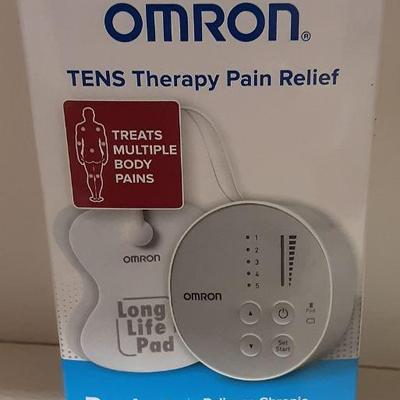 OMRON®
TENS Therapy Pain Relief
TREATS
MULTIPLE
BODY
PAINS
OMRON
Long
Life
Pad
1
2
3
4
5
OMRON
Pad
Set
Start